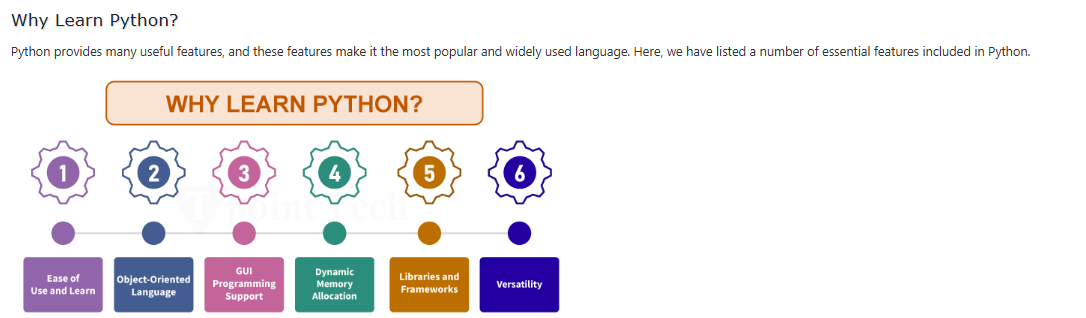 Why Learn Python?
Python provides many useful features, and these features make it the most popular and widely used language. Here, we have listed a number of essential features included in Python.
WHY LEARN PYTHON?
1 2 3 4 5 6
Ease of
Use and Learn
Object-Oriented
Language
GUI
Programming
Support
Dynamic
Memory
Allocation
Libraries and
Frameworks
Versatility